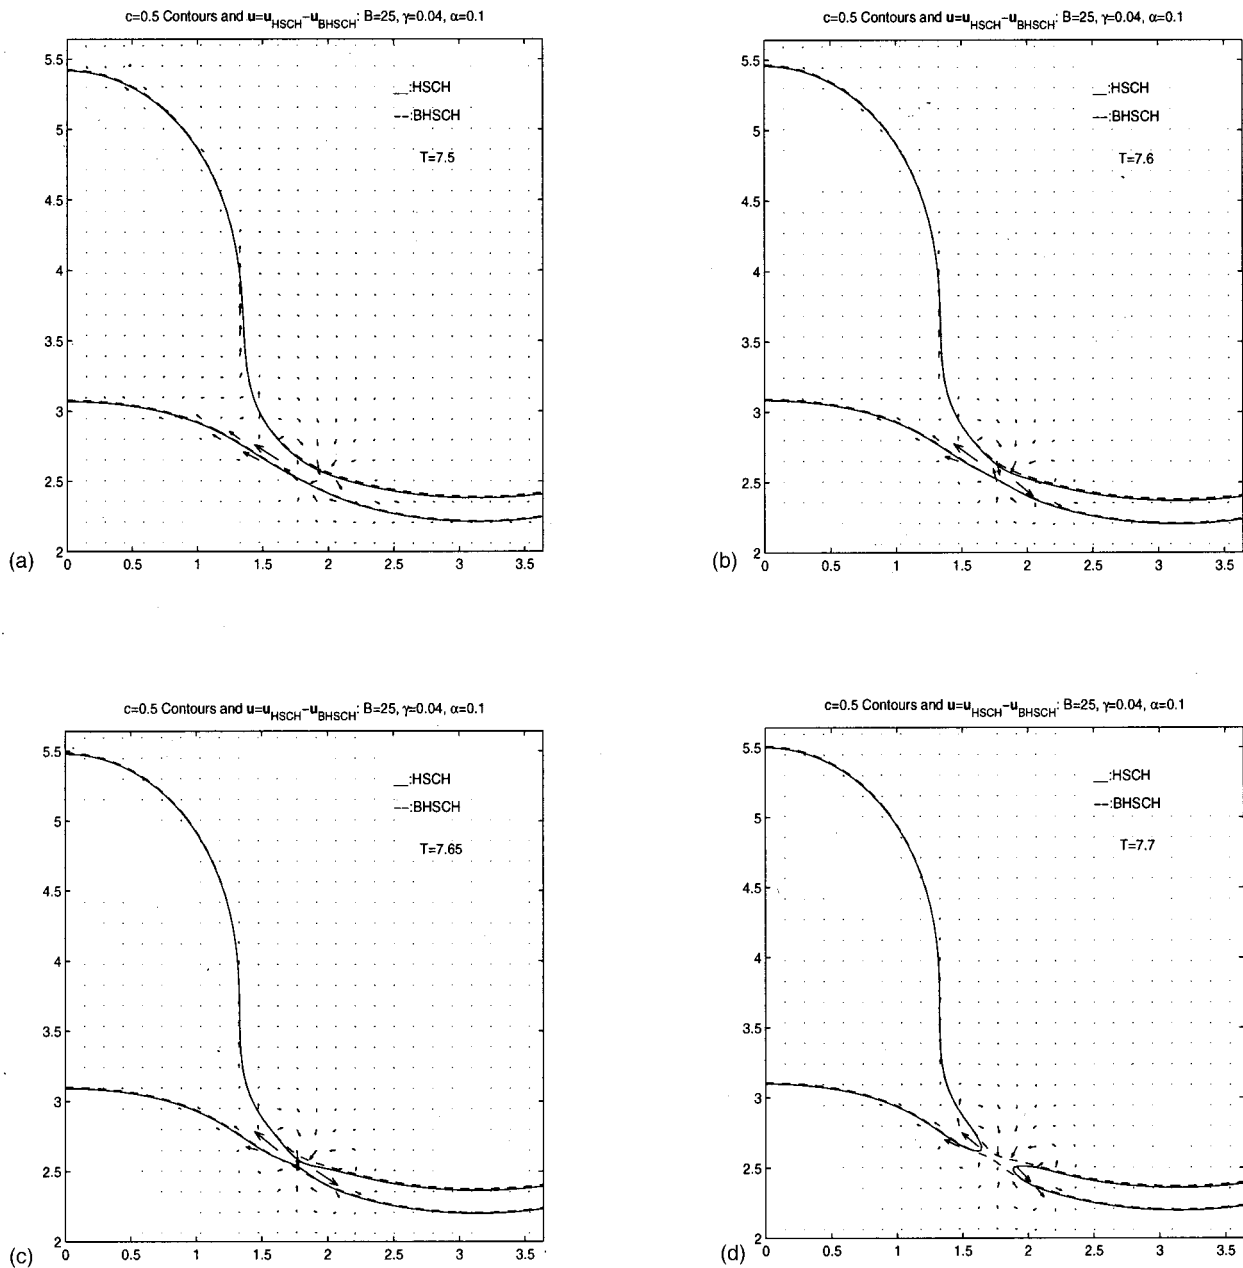 c=0.5 Contours and u=u_HSCH−u_BHSCH: B=25, γ=0.04, α=0.1
5.5
5
4.5
4
3.5
3
2.5
2
__:HSCH
--:BHSCH
T=7.5
0 0.5 1 1.5 2 2.5 3 3.5
(a)
c=0.5 Contours and u=u_HSCH−u_BHSCH: B=25, γ=0.04, α=0.1
5.5
5
4.5
4
3.5
3
2.5
2
__:HSCH
--:BHSCH
T=7.6
0 0.5 1 1.5 2 2.5 3 3.5
(b)
c=0.5 Contours and u=u_HSCH−u_BHSCH: B=25, γ=0.04, α=0.1
5.5
5
4.5
4
3.5
3
2.5
2
__:HSCH
--:BHSCH
T=7.65
0 0.5 1 1.5 2 2.5 3 3.5
(c)
c=0.5 Contours and u=u_HSCH−u_BHSCH: B=25, γ=0.04, α=0.1
5.5
5
4.5
4
3.5
3
2.5
2
__:HSCH
--:BHSCH
T=7.7
0 0.5 1 1.5 2 2.5 3 3.5
(d)